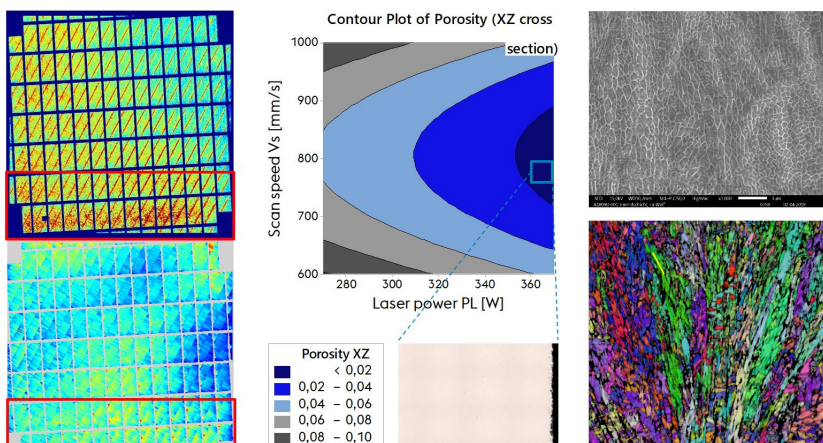 Contour Plot of Porosity (XZ cross
section)
1000
900
800
700
600
Scan speed Vs [mm/s]
280
300
320
340
360
Laser power PL [W]
Porosity XZ
< 0,02
0,02 – 0,04
0,04 – 0,06
0,06 – 0,08
0,08 – 0,10